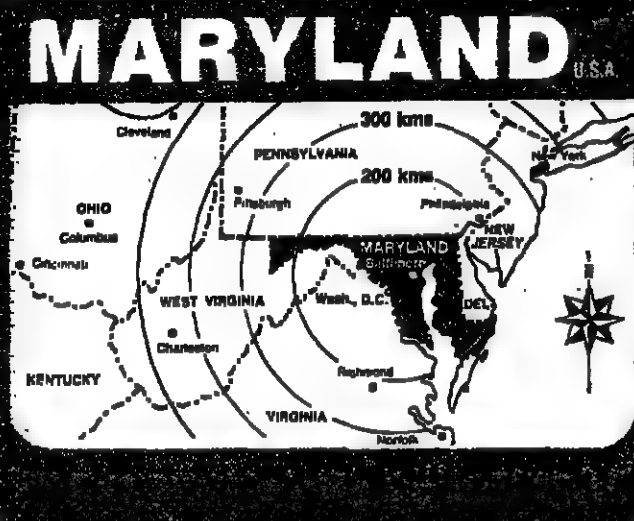 MARYLAND
U.S.A.
300 kms
Cleveland
PENNSYLVANIA
New York
200 kms
Pittsburgh
Philadelphia
OHIO
Columbus
NEW
JERSEY
MARYLAND
Baltimore
Cincinnati
WEST VIRGINIA
Wash., D.C.
DEL.
Charleston
Richmond
KENTUCKY
VIRGINIA
Norfolk